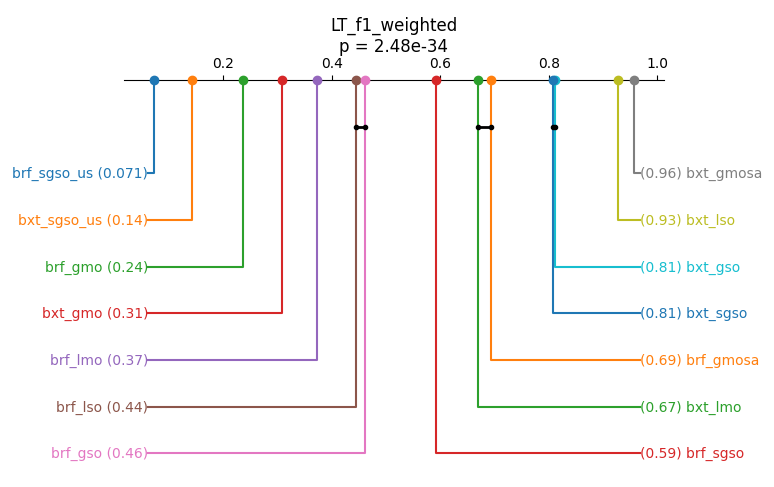 LT_f1_weighted
p = 2.48e-34
0.2 0.4 0.6 0.8 1.0
brf_sgso_us (0.071) (0.96) bxt_gmosa
bxt_sgso_us (0.14) (0.93) bxt_lso
brf_gmo (0.24) (0.81) bxt_gso
bxt_gmo (0.31) (0.81) bxt_sgso
brf_lmo (0.37) (0.69) brf_gmosa
brf_lso (0.44) (0.67) bxt_lmo
brf_gso (0.46) (0.59) brf_sgso